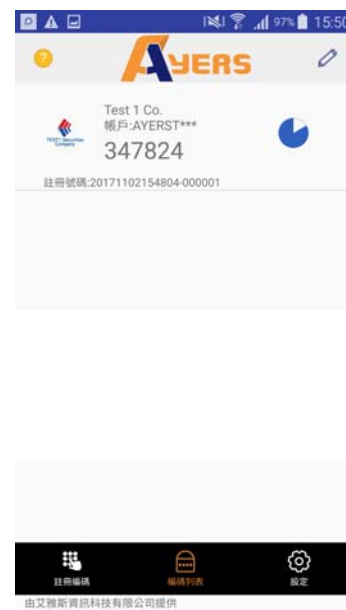 97% 15:50
?
AYERS
Test 1 Co.
帳戶:AYERST***
347824
註冊號碼:20171102154804-000001
註冊編碼
編碼列表
設定
由艾雅斯資訊科技有限公司提供